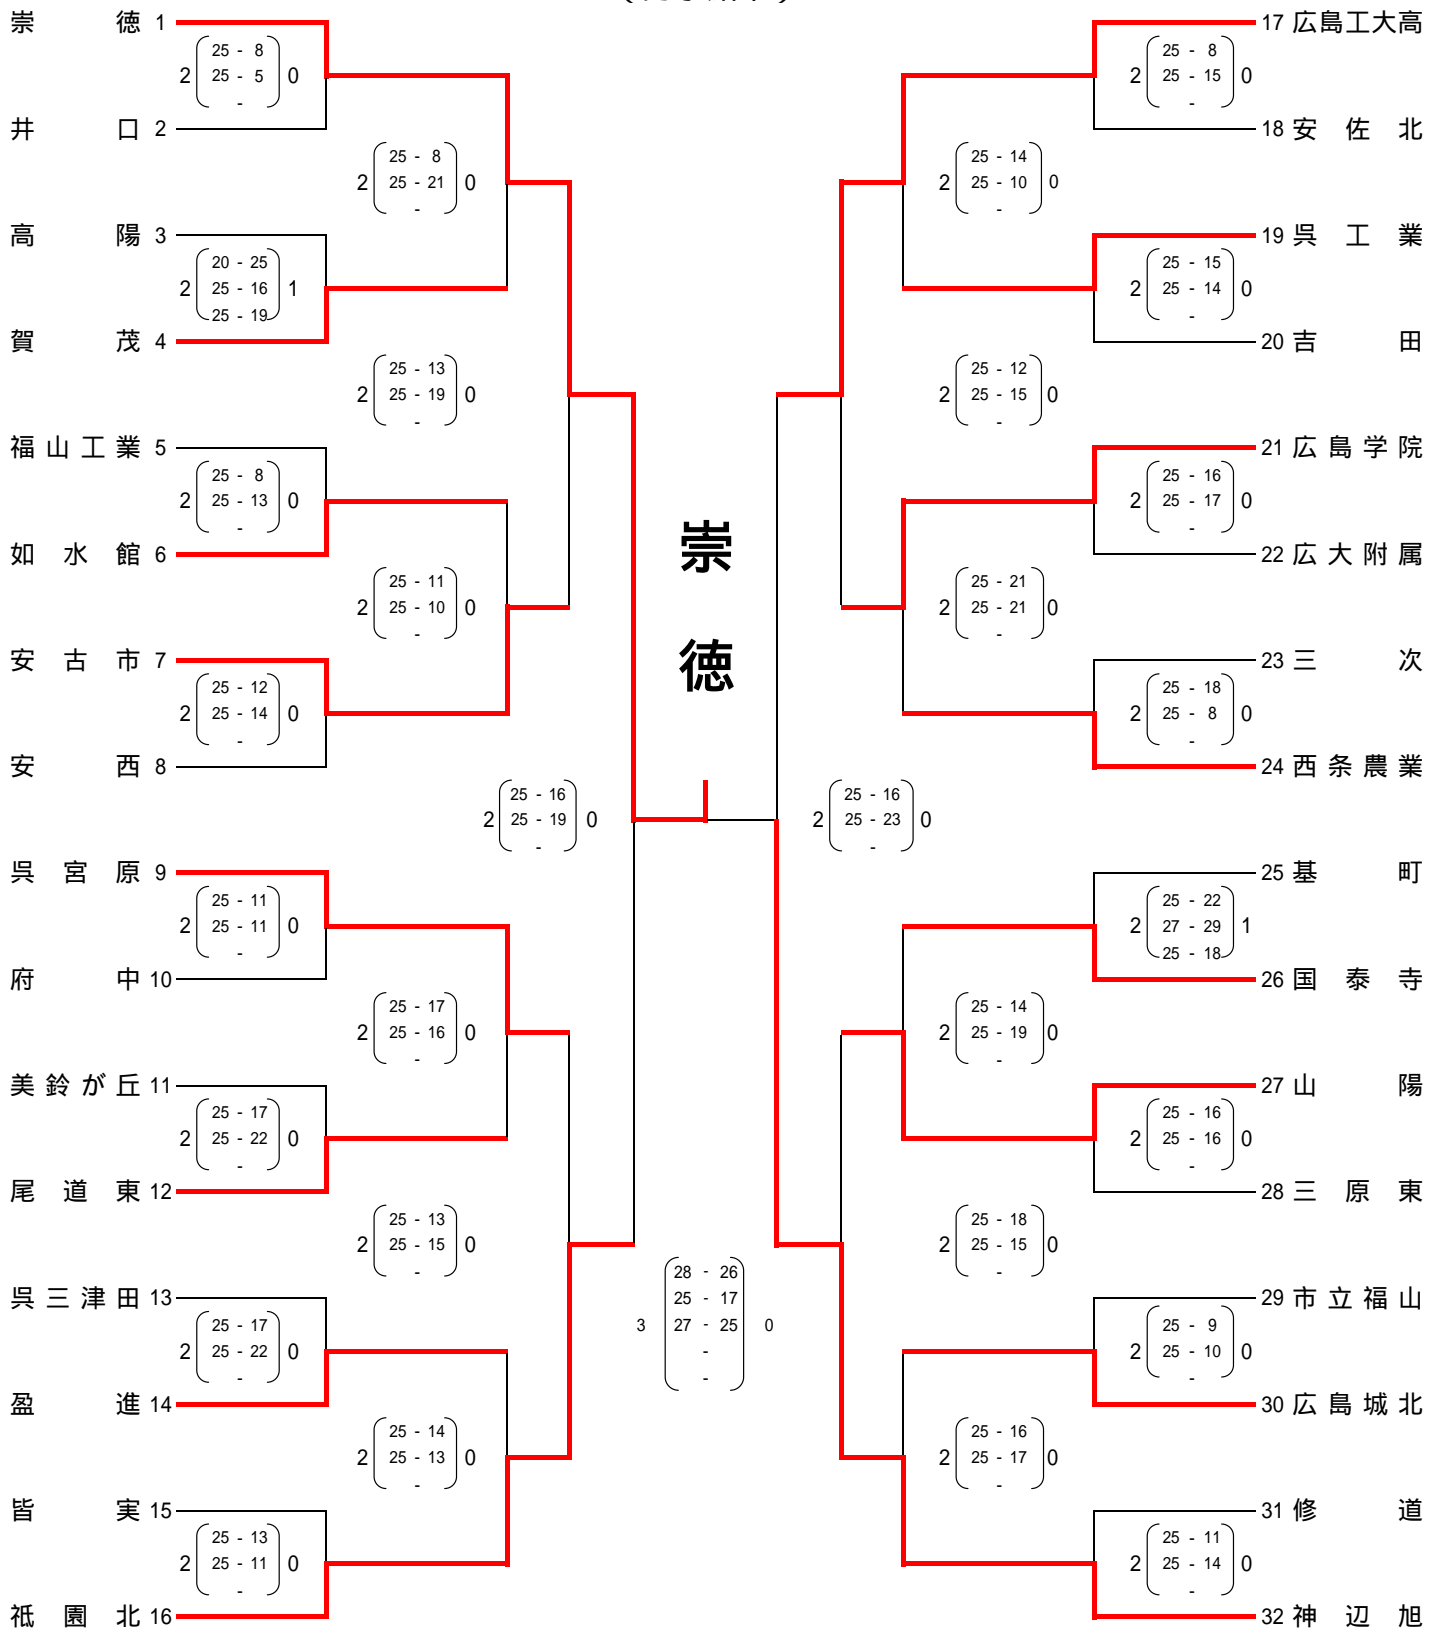 崇徳 1
2 25 - 8 0
25 - 5
-
井口 2
2 25 - 8 0
25 - 21
-
高陽 3
2 20 - 25 1
25 - 16
25 - 19
賀茂 4
2 25 - 13 0
25 - 19
-
福山工業 5
2 25 - 8 0
25 - 13
-
如水館 6
2 25 - 11 0
25 - 10
-
安古市 7
2 25 - 12 0
25 - 14
-
安西 8
2 25 - 16 0
25 - 19
-
呉宮原 9
2 25 - 11 0
25 - 11
-
府中 10
2 25 - 17 0
25 - 16
-
美鈴が丘 11
2 25 - 17 0
25 - 22
-
尾道東 12
2 25 - 13 0
25 - 15
-
呉三津田 13
2 25 - 17 0
25 - 22
-
盈進 14
2 25 - 14 0
25 - 13
-
皆実 15
2 25 - 13 0
25 - 11
-
祇園北 16
崇徳
3 28 - 26 0
25 - 17
27 - 25
-
-
17 広島工大高
2 25 - 8 0
25 - 15
-
18 安佐北
2 25 - 14 0
25 - 10
-
19 呉工業
2 25 - 15 0
25 - 14
-
20 吉田
2 25 - 12 0
25 - 15
-
21 広島学院
2 25 - 16 0
25 - 17
-
22 広大附属
2 25 - 21 0
25 - 21
-
23 三次
2 25 - 18 0
25 - 8
-
24 西条農業
2 25 - 16 0
25 - 23
-
25 基町
2 25 - 22 1
27 - 29
25 - 18
26 国泰寺
2 25 - 14 0
25 - 19
-
27 山陽
2 25 - 16 0
25 - 16
-
28 三原東
2 25 - 18 0
25 - 15
-
29 市立福山
2 25 - 9 0
25 - 10
-
30 広島城北
2 25 - 16 0
25 - 17
-
31 修道
2 25 - 11 0
25 - 14
-
32 神辺旭